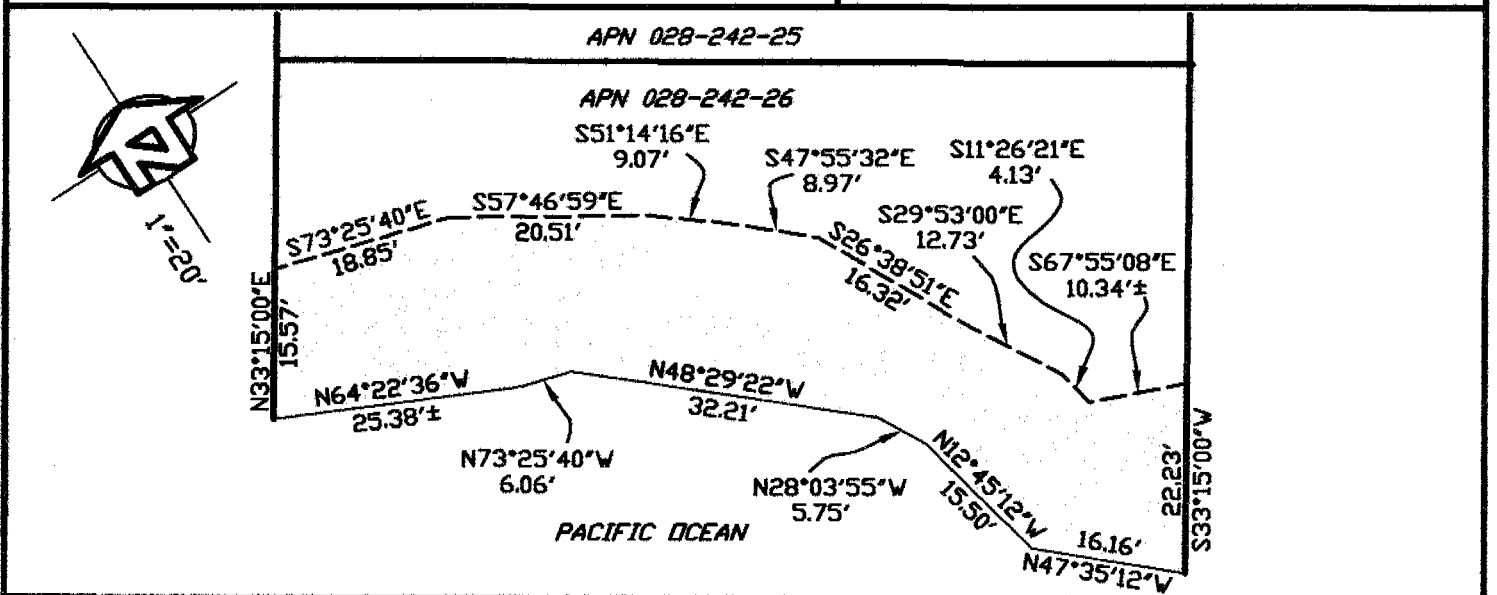 APN 028-242-25
APN 028-242-26
N
1"=20'
S73°25'40"E
18.85'
S57°46'59"E
20.51'
S51°14'16"E
9.07'
S47°55'32"E
8.97'
S26°38'51"E
16.32'
S29°53'00"E
12.73'
S11°26'21"E
4.13'
S67°55'08"E
10.34'±
N33°15'00"E
15.57'
N64°22'36"W
25.38'±
N73°25'40"W
6.06'
N48°29'22"W
32.21'
N28°03'55"W
5.75'
N12°45'12"W
15.50'
16.16'
N47°35'12"W
22.23'
S33°15'00"W
PACIFIC OCEAN